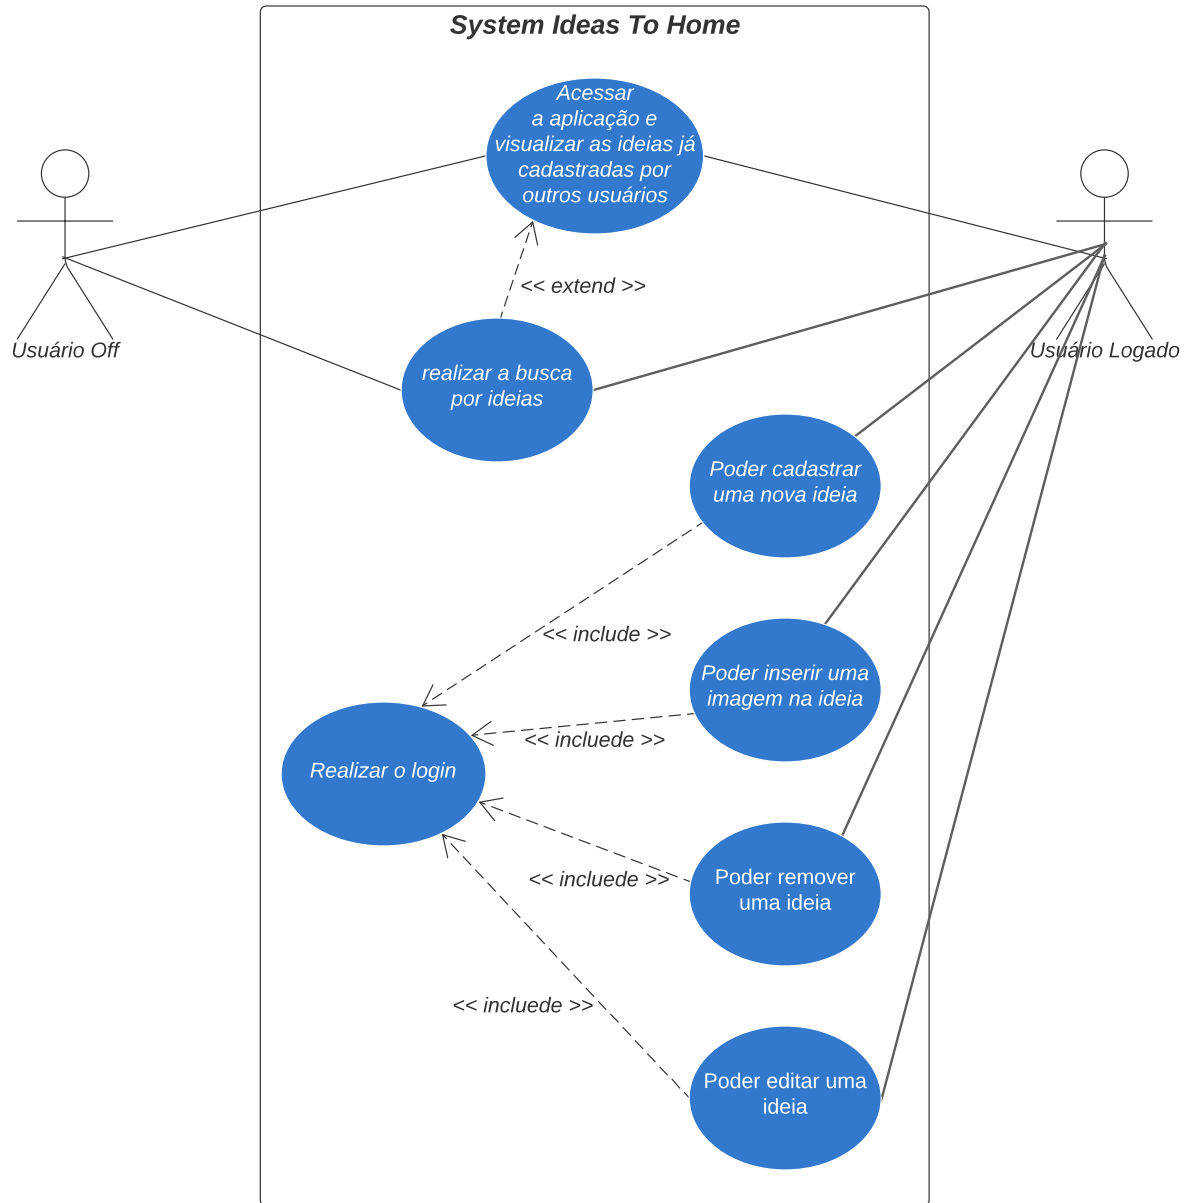 System Ideas To Home
Acessar
a aplicação e
visualizar as ideias já
cadastradas por
outros usuários
<< extend >>
Usuário Off
Usuário Logado
realizar a busca
por ideias
Poder cadastrar
uma nova ideia
<< include >>
Poder inserir uma
imagem na ideia
<< incluede >>
Realizar o login
Poder remover
uma ideia
<< incluede >>
<< incluede >>
Poder editar uma
ideia